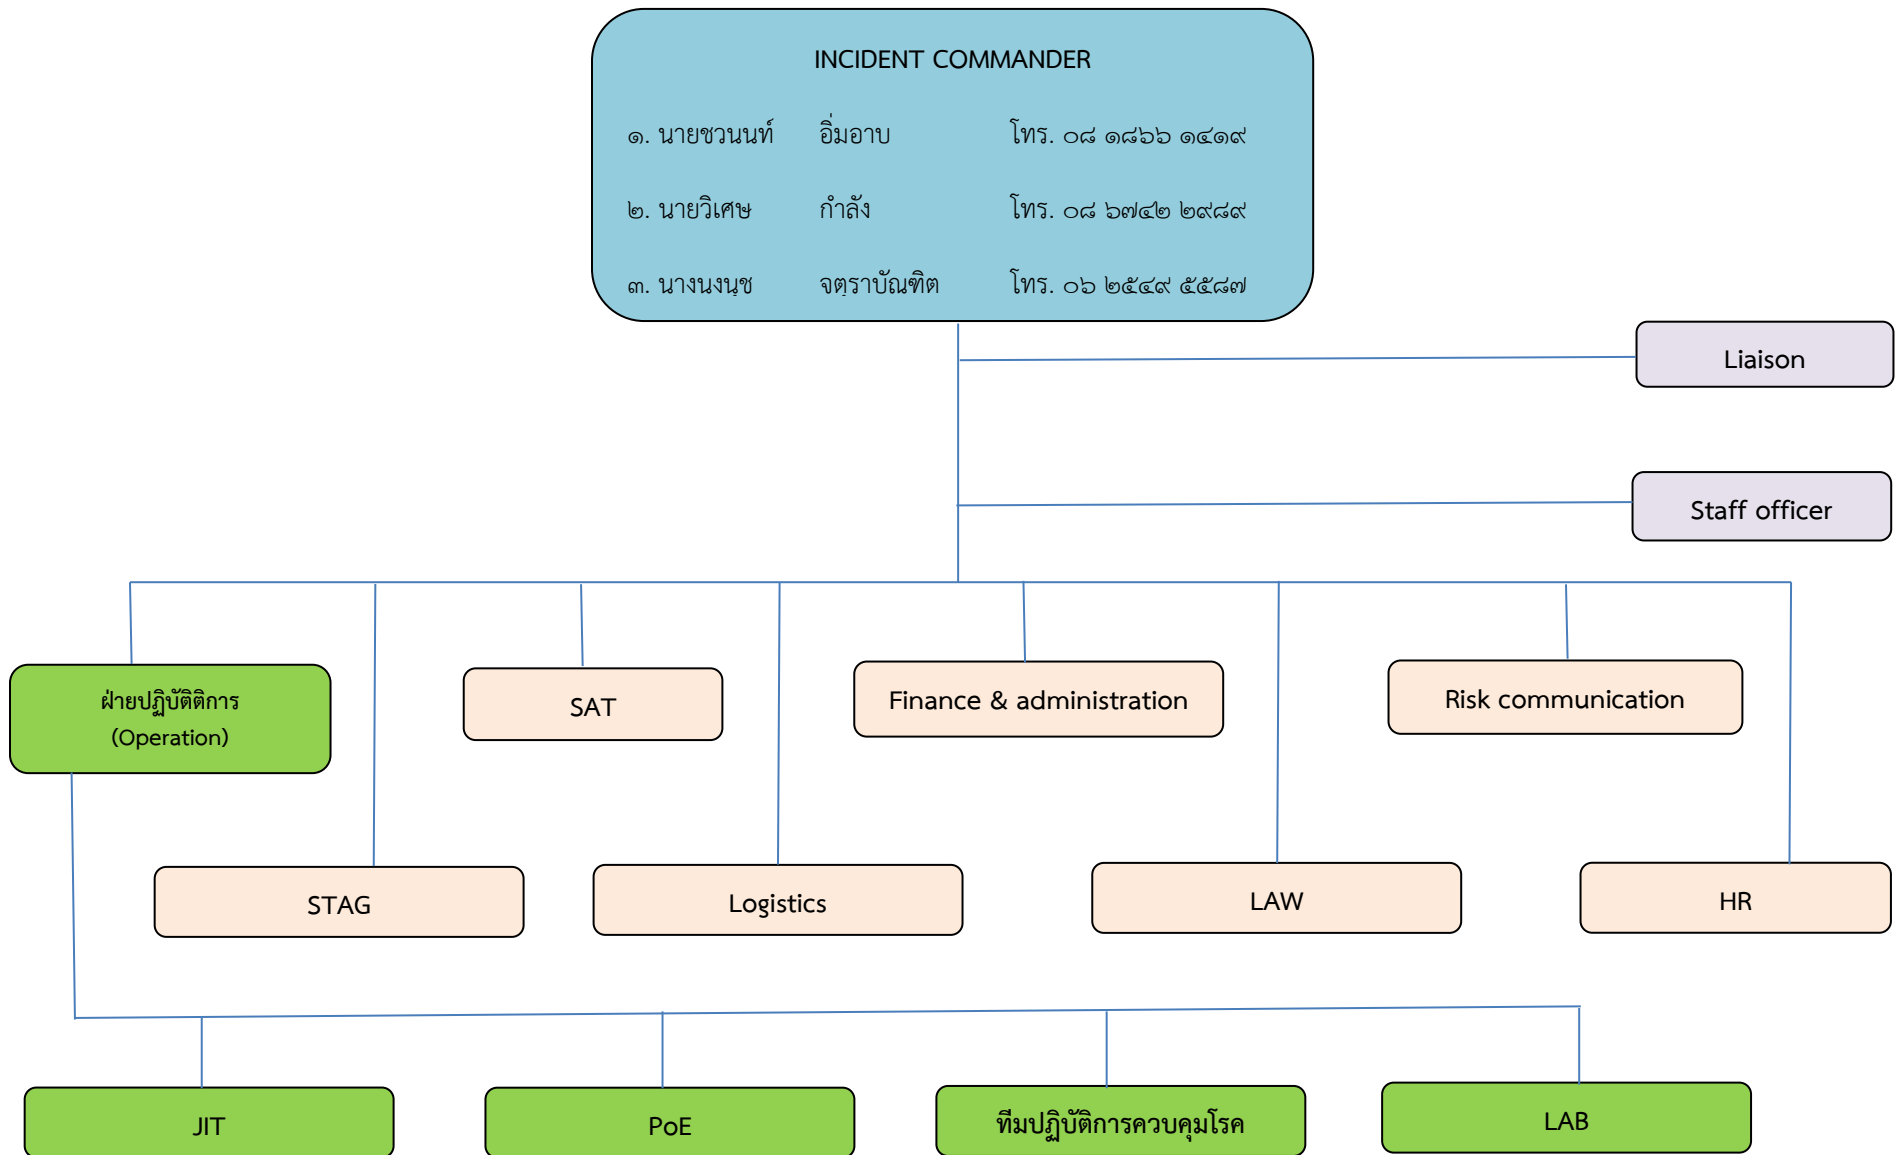 INCIDENT COMMANDER
๑. นายชวนนท์ อิ่มอาบ โทร. ๐๘ ๑๘๖๖ ๑๔๑๙
๒. นายวิเศษ กำลัง โทร. ๐๘ ๖๗๔๒ ๒๙๘๙
๓. นางนงนุช จตุราบัณฑิต โทร. ๐๖ ๒๕๔๙ ๕๕๘๗
Liaison
Staff officer
ฝ่ายปฏิบัติติการ
(Operation)
SAT
Finance & administration
Risk communication
STAG
Logistics
LAW
HR
JIT
PoE
ทีมปฏิบัติการควบคุมโรค
LAB